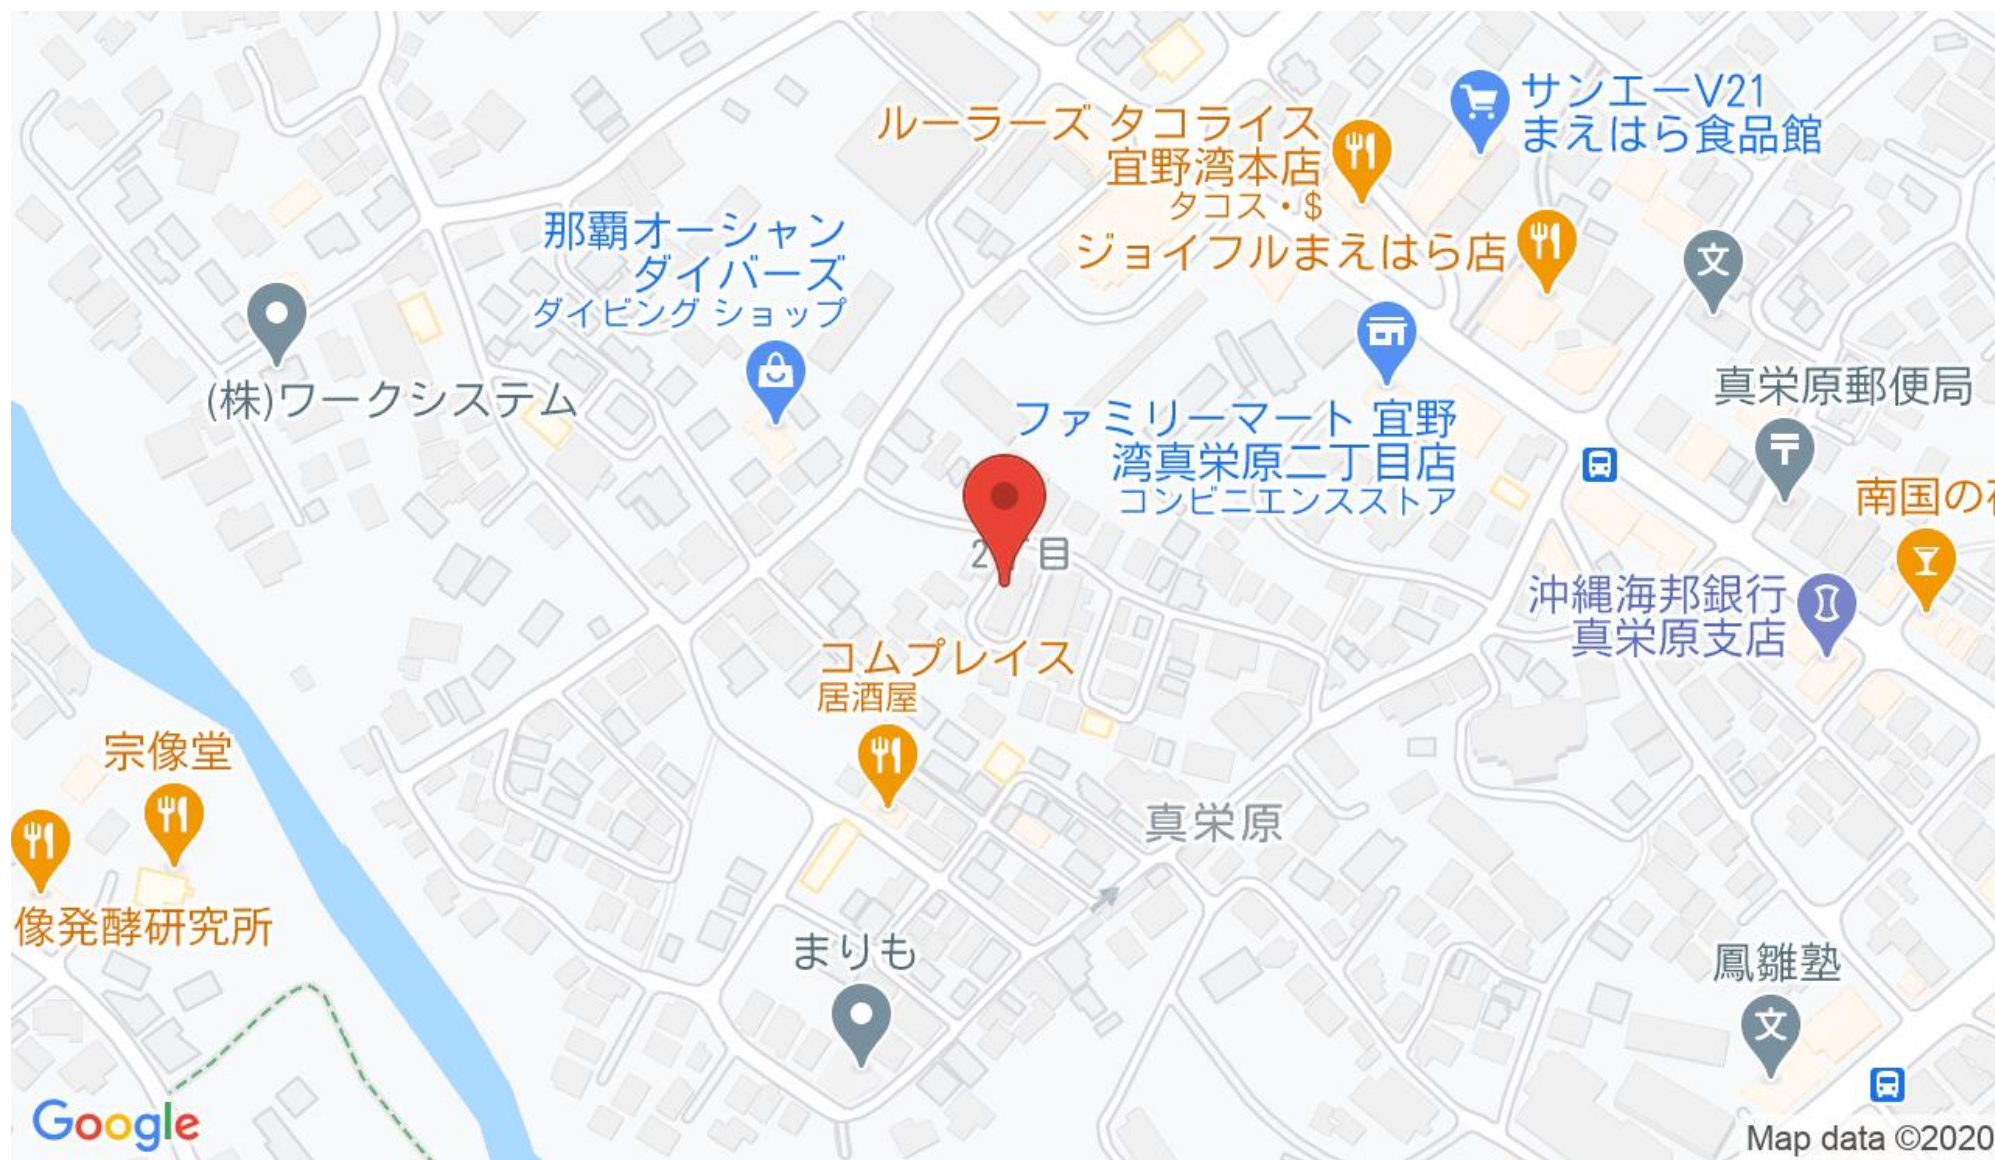 サンエーV21
まえはら食品館
ルーラーズ タコライス
宜野湾本店
タコス・$
ジョイフルまえはら店
文
那覇オーシャン
ダイバーズ
ダイビング ショップ
(株)ワークシステム
真栄原郵便局
ファミリーマート 宜野
湾真栄原二丁目店
コンビニエンスストア
南国の
2丁目
沖縄海邦銀行
真栄原支店
コムプレイス
居酒屋
宗像堂
真栄原
像発酵研究所
まりも
鳳雛塾
文
Google
Map data ©2020